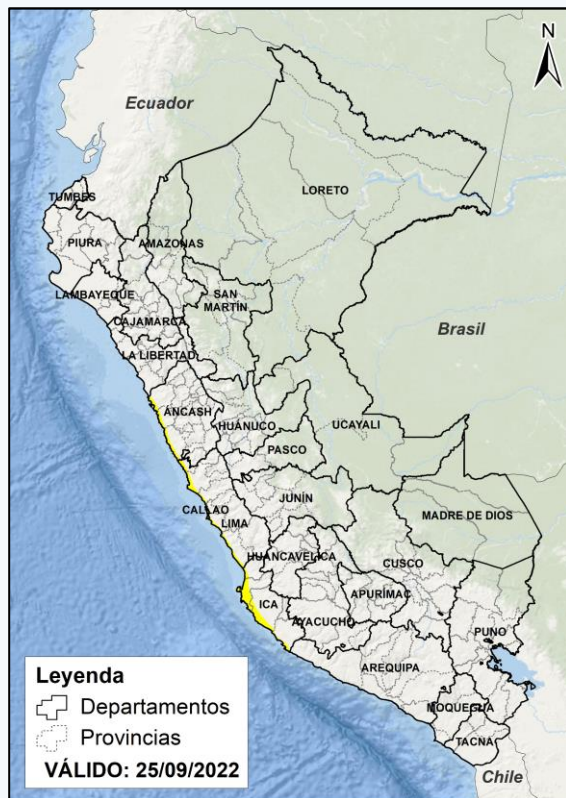 N
Ecuador
LORETO
TUMBES
PIURA
AMAZONAS
LAMBAYEQUE
SAN
MARTÍN
CAJAMARCA
Brasil
LA LIBERTAD
ÁNCASH
HUÁNUCO
UCAYALI
PASCO
CALLAO
LIMA
JUNÍN
MADRE DE DIOS
HUANCAVELICA
CUSCO
ICA
AYACUCHO
APURÍMAC
PUNO
AREQUIPA
MOQUEGUA
TACNA
Chile
Leyenda
Departamentos
Provincias
VÁLIDO: 25/09/2022